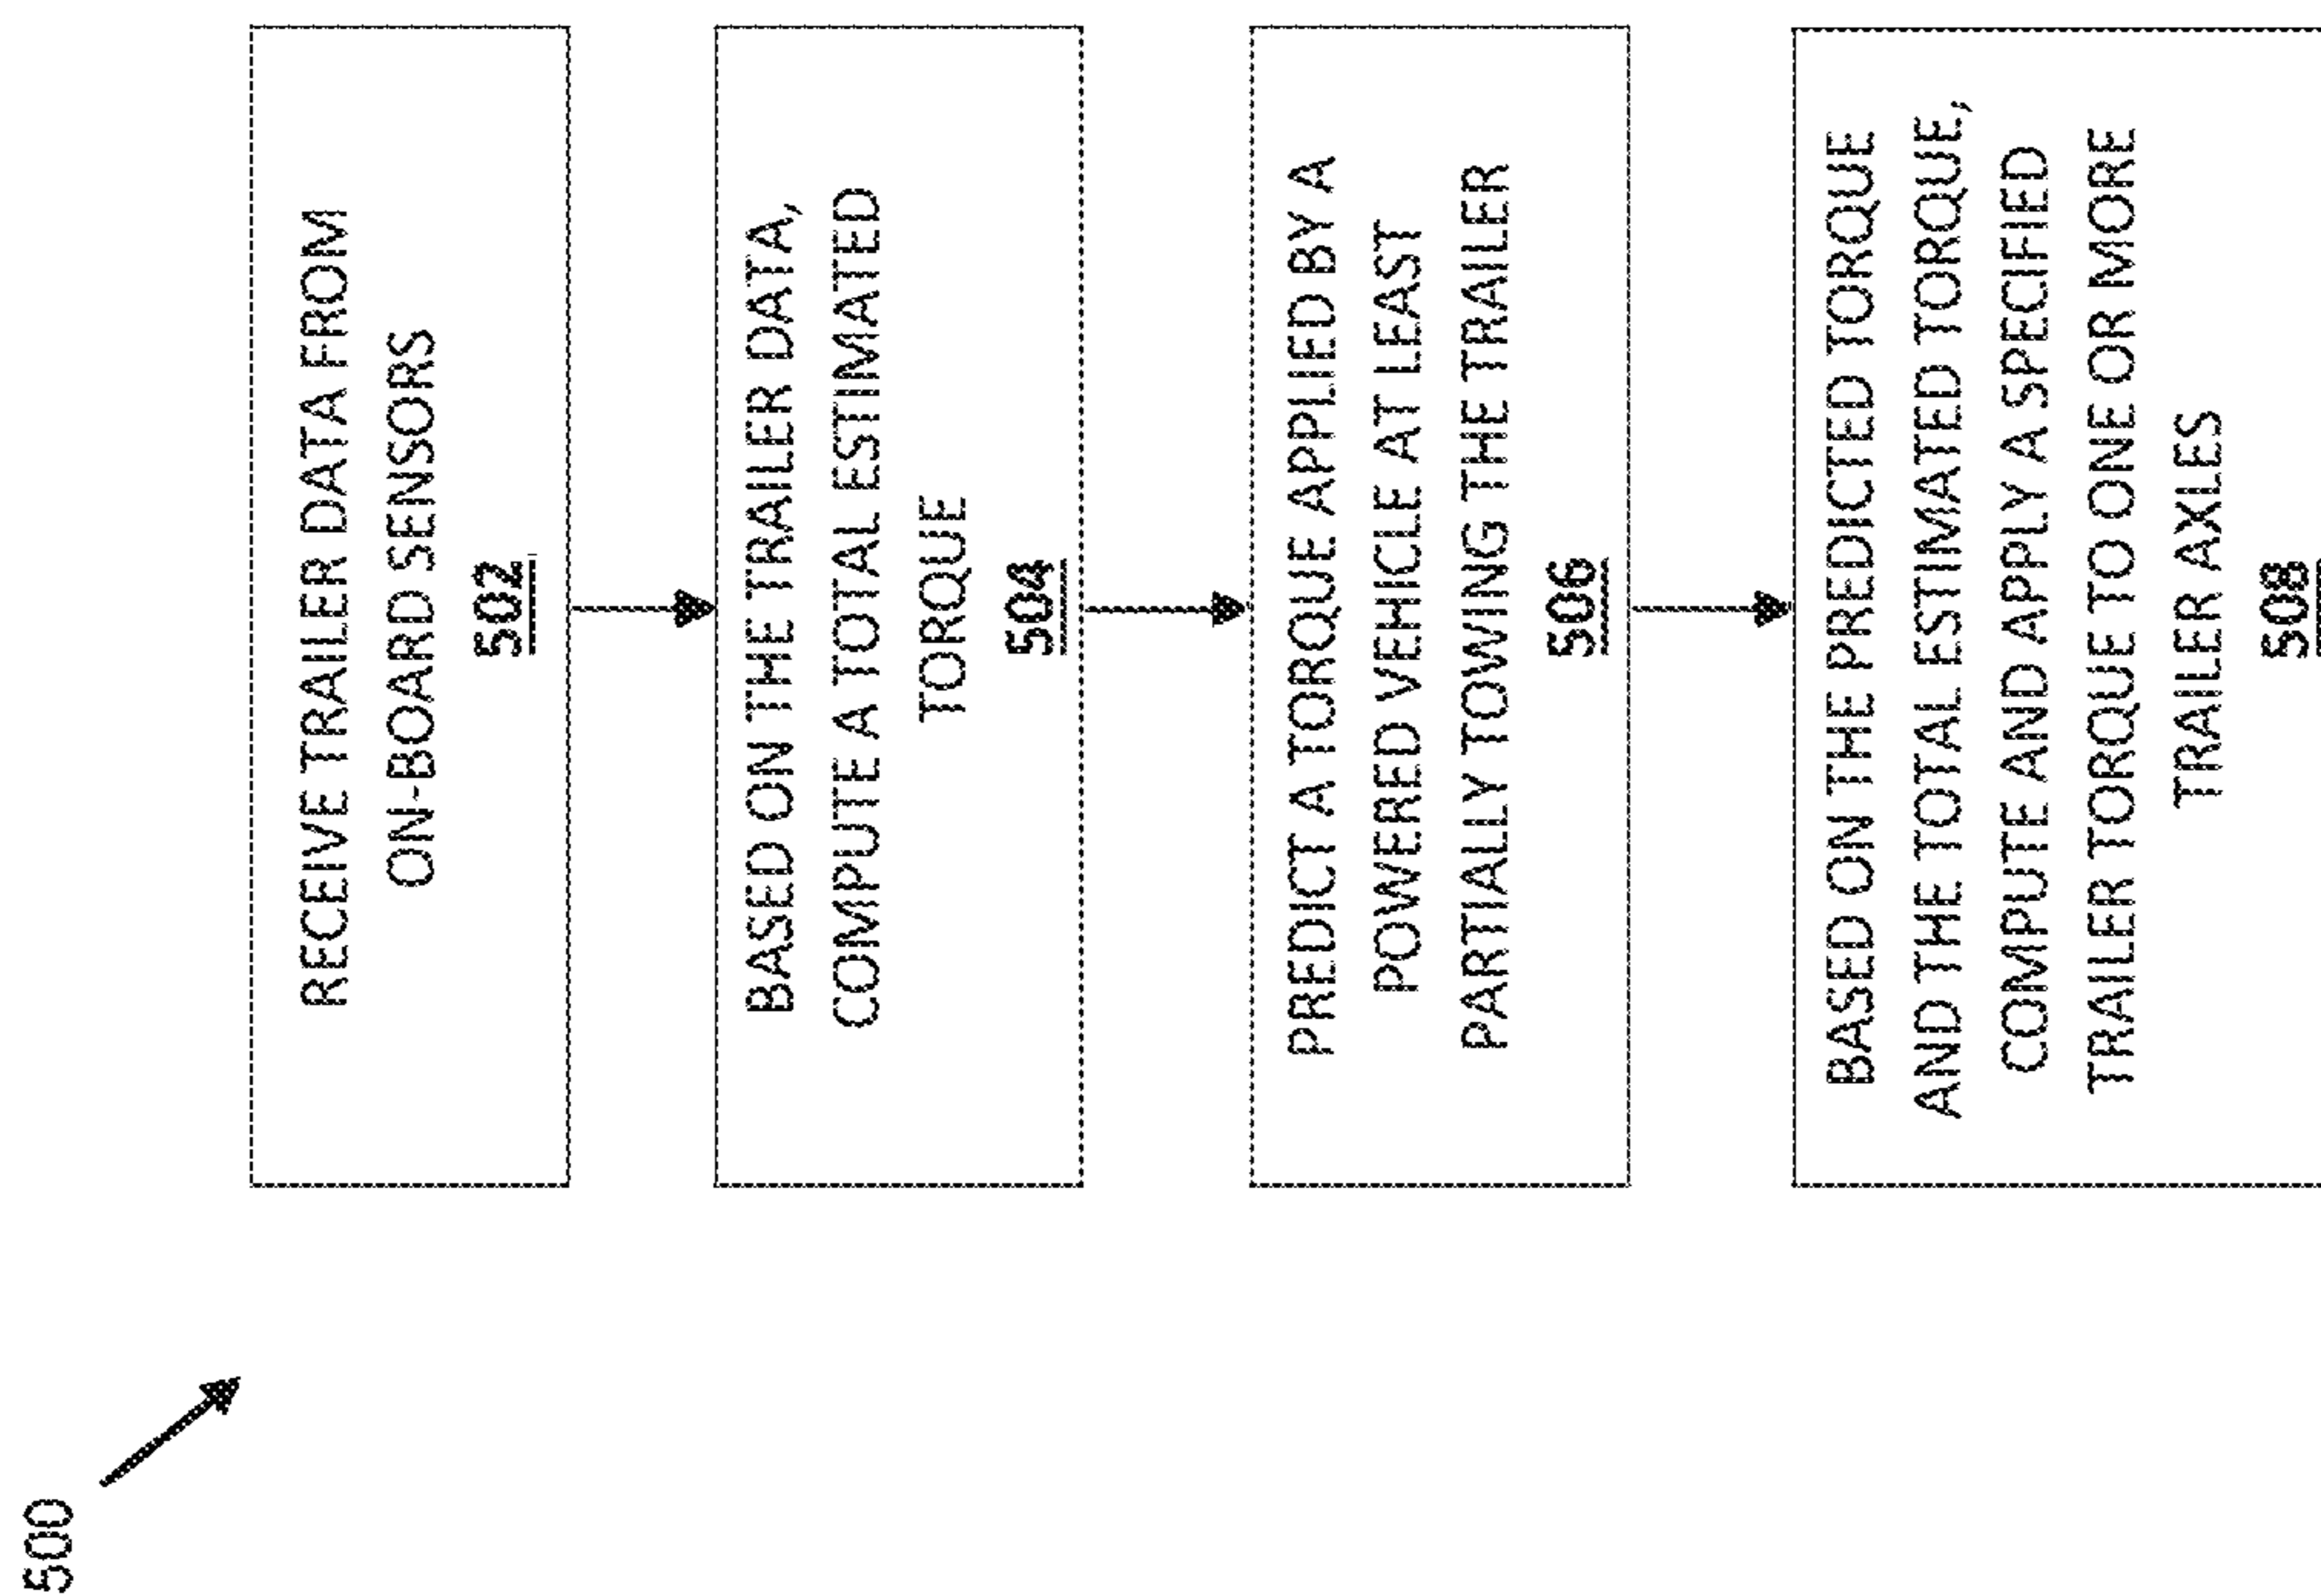 500
RECEIVE TRAILER DATA FROM
ON-BOARD SENSORS
502
BASED ON THE TRAILER DATA,
COMPUTE A TOTAL ESTIMATED
TORQUE
504
PREDICT A TORQUE APPLIED BY A
POWERED VEHICLE AT LEAST
PARTIALLY TOWING THE TRAILER
506
BASED ON THE PREDICTED TORQUE
AND THE TOTAL ESTIMATED TORQUE,
COMPUTE AND APPLY A SPECIFIED
TRAILER TORQUE TO ONE OR MORE
TRAILER AXLES
508